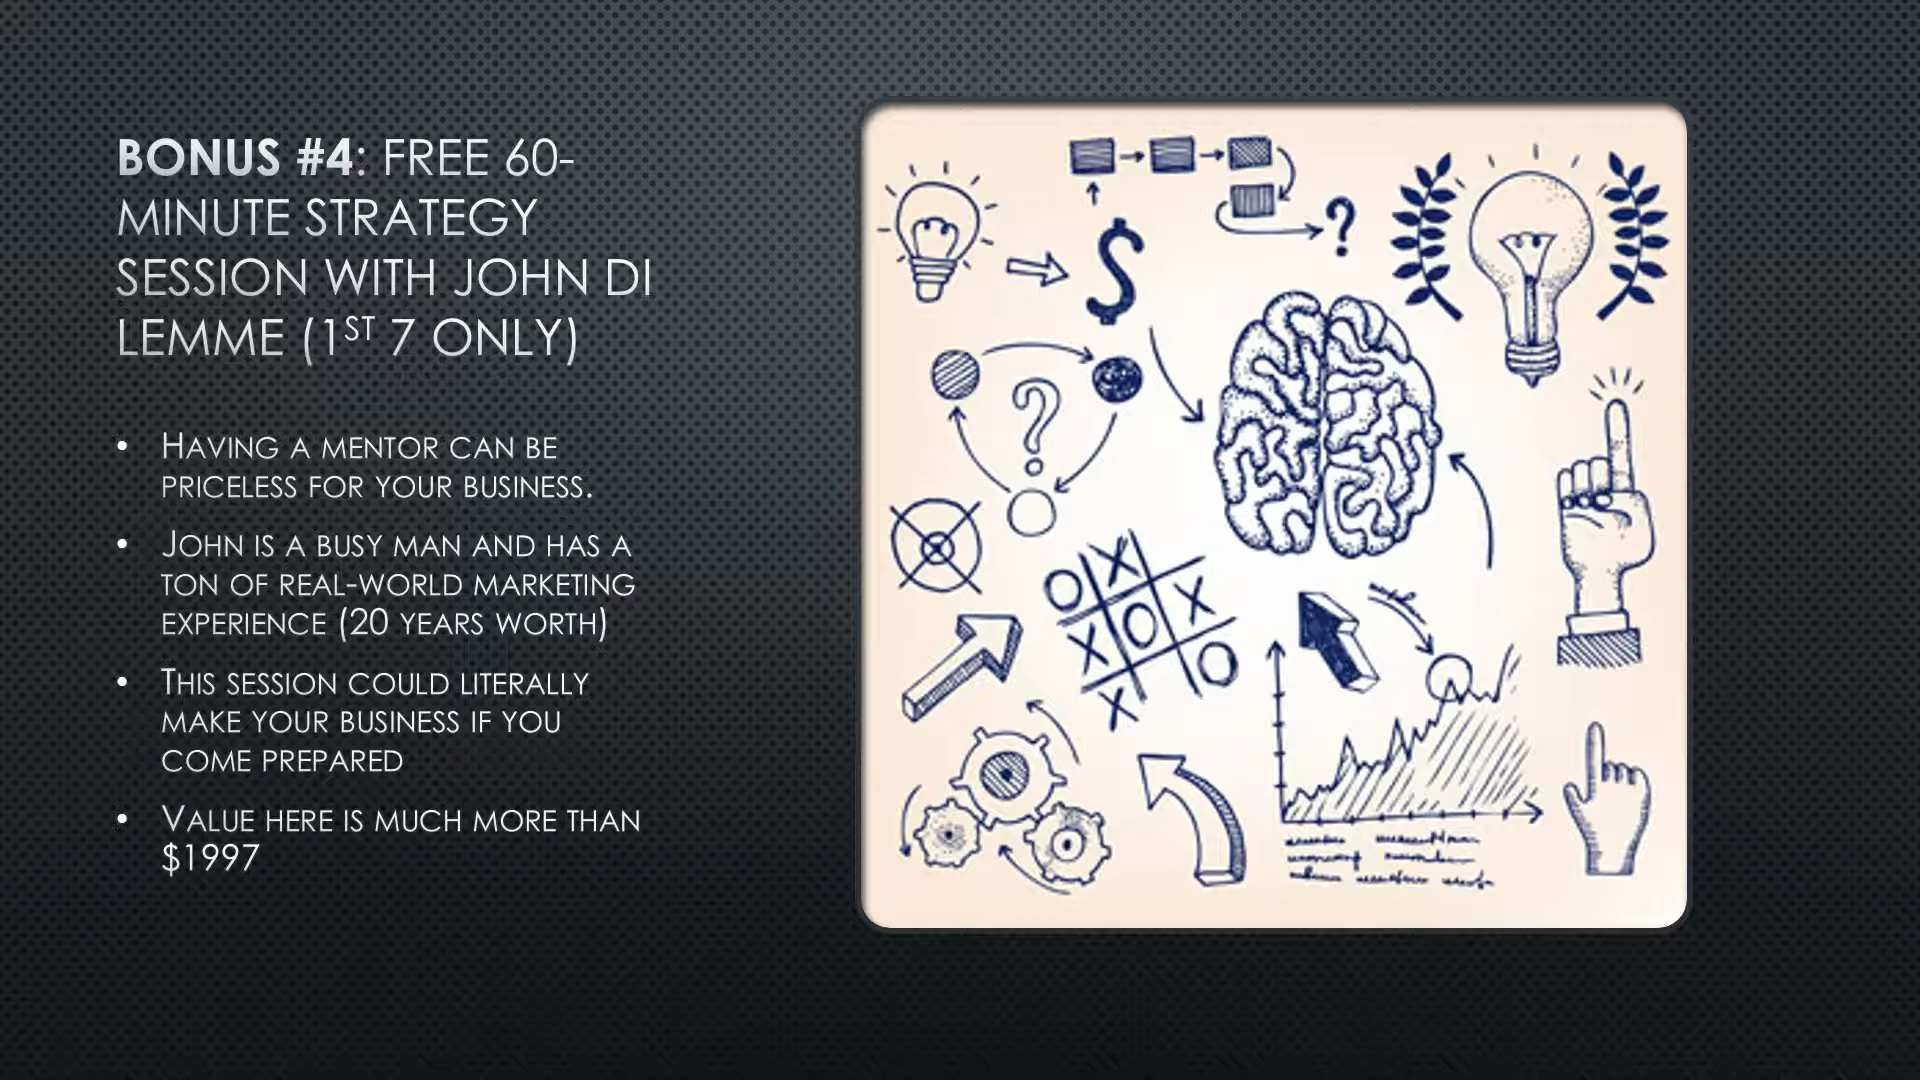 BONUS #4: FREE 60-
MINUTE STRATEGY
SESSION WITH JOHN DI
LEMME (1ST 7 ONLY)
• HAVING A MENTOR CAN BE
PRICELESS FOR YOUR BUSINESS.
• JOHN IS A BUSY MAN AND HAS A
TON OF REAL-WORLD MARKETING
EXPERIENCE (20 YEARS WORTH)
• THIS SESSION COULD LITERALLY
MAKE YOUR BUSINESS IF YOU
COME PREPARED
• VALUE HERE IS MUCH MORE THAN
$1997
?
$
?
O X
X O X
X O